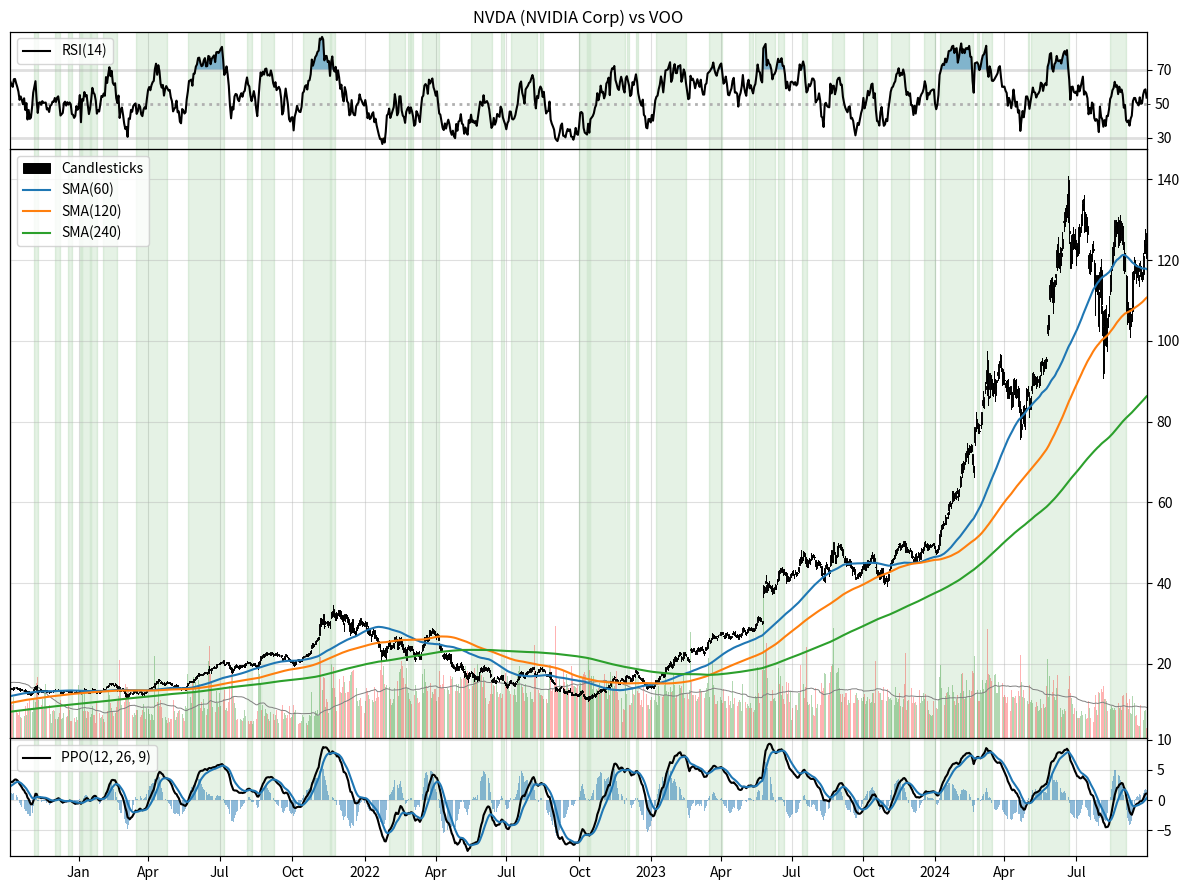 NVDA (NVIDIA Corp) vs VOO
RSI(14)
70
50
30
Candlesticks
SMA(60)
SMA(120)
SMA(240)
140
120
100
80
60
40
20
PPO(12, 26, 9)
10
5
0
−5
Jan Apr Jul Oct 2022 Apr Jul Oct 2023 Apr Jul Oct 2024 Apr Jul